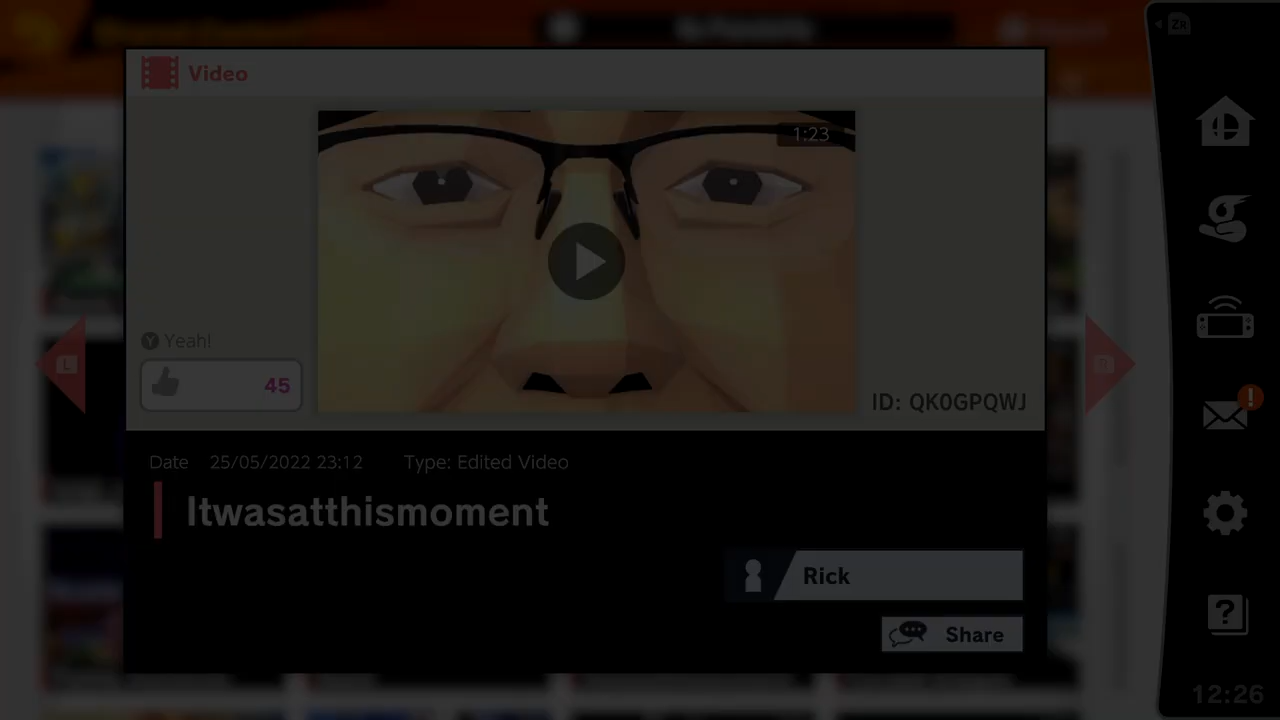 ZR
Video
1:23
Y Yeah!
45
L
R
ID: QK0GPQWJ
Date 25/05/2022 23:12 Type: Edited Video
Itwasatthismoment
Rick
Share
12:26